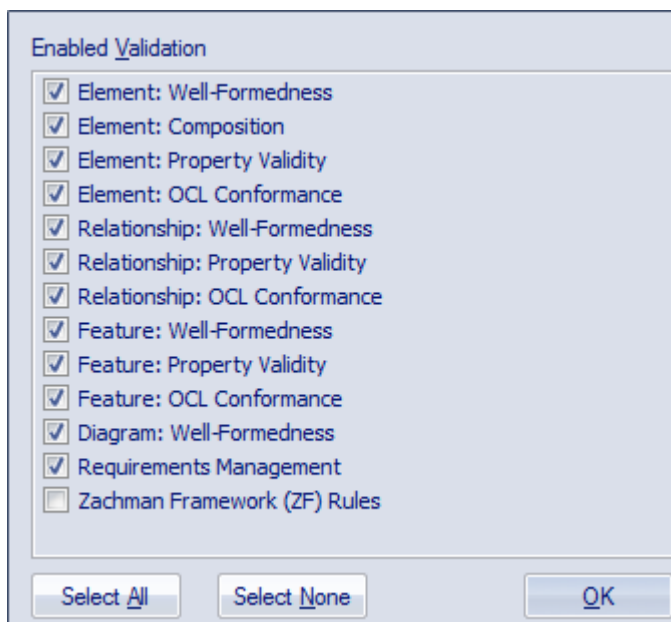 Enabled Validation
Element: Well-Formedness
Element: Composition
Element: Property Validity
Element: OCL Conformance
Relationship: Well-Formedness
Relationship: Property Validity
Relationship: OCL Conformance
Feature: Well-Formedness
Feature: Property Validity
Feature: OCL Conformance
Diagram: Well-Formedness
Requirements Management
Zachman Framework (ZF) Rules
Select All Select None OK